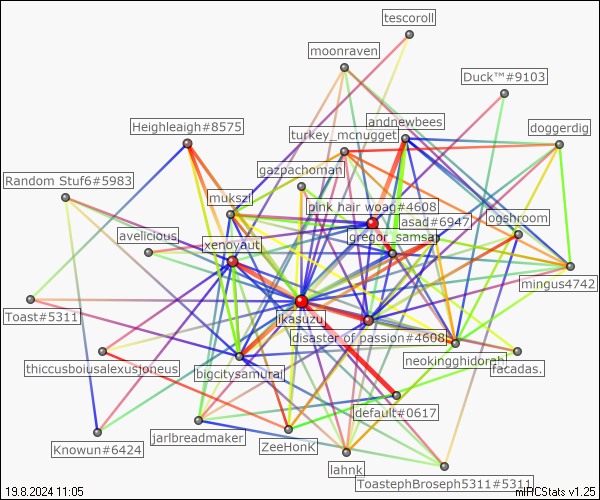 tescoroll
moonraven
Duck™#9103
andnewbees
Heighleaigh#8575
turkey_mcnugget
doggerdig
gazpachoman
Random Stuf6#5983
mukszi
pink hair woag#4608
asad#6947
ogshroom
avelicious
xenovaut
gregor_samsa
mingus4742
Toast#5311
ikasuzu
disaster of passion#4608
neokingghidorah
thiccusboiusalexusjoneus
bigcitysamurai
facadas.
default#0617
jarlbreadmaker
ZeeHonK
Knowun#6424
lahnk
ToastephBroseph5311#5311
19.8.2024 11:05
mIRCStats v1.25